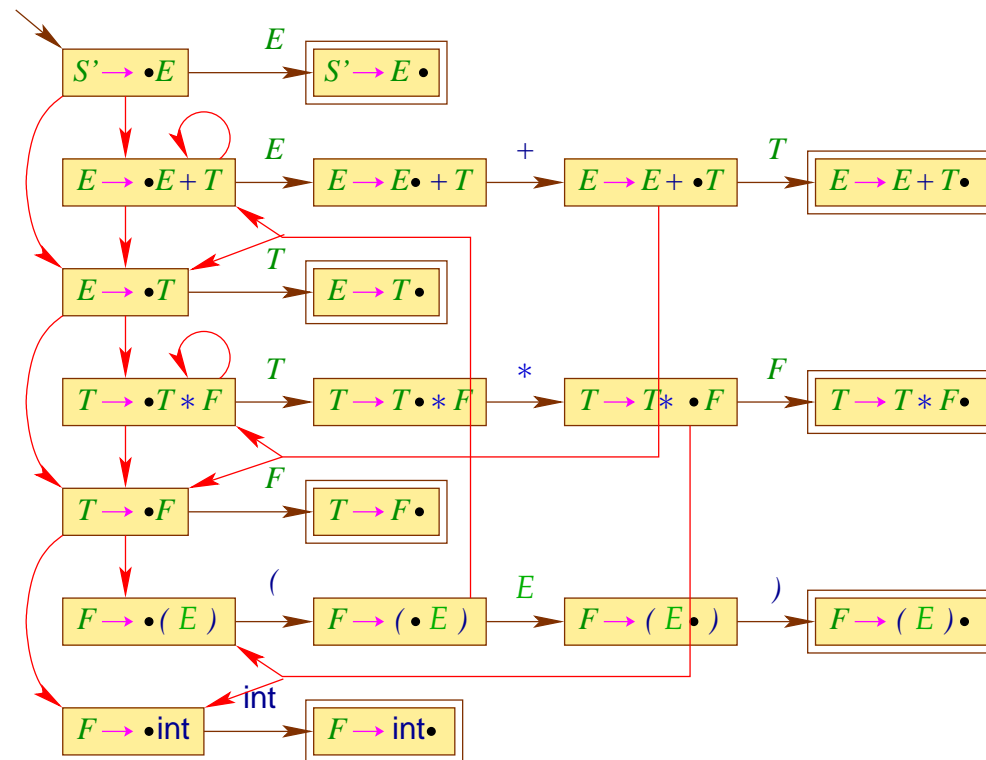 E
S’→ •E S’→ E •
E + T
E→ •E + T E→ E• + T E→ E + •T E→ E + T•
T
E→ •T E→ T •
T * F
T→ •T * F T→ T• * F T→ T* •F T→ T * F•
F
T→ •F T→ F •
( E )
F→ •( E ) F→ (• E ) F→ ( E•) F→ ( E )•
int
F→ •int F→ int•